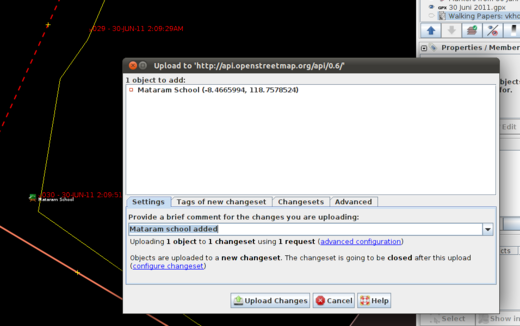 30 Juni 2011.gpx
Walking Papers: vkho
029 - 30-JUN-11 2:09:29AM
Properties / Member
Upload to 'http://api.openstreetmap.org/api/0.6/'
1 object to add:
Mataram School (-8.4665994, 118.7578524)
Edit
030 - 30-JUN-11 2:09:51
Mataram School
Settings
Tags of new changeset
Changesets
Advanced
Provide a brief comment for the changes you are uploading:
Mataram school added
Uploading 1 object to 1 changeset using 1 request (advanced configuration)
Objects are uploaded to a new changeset. The changeset is going to be closed after this upload
(configure changeset)
Upload Changes
Cancel
Help
Select
Show in